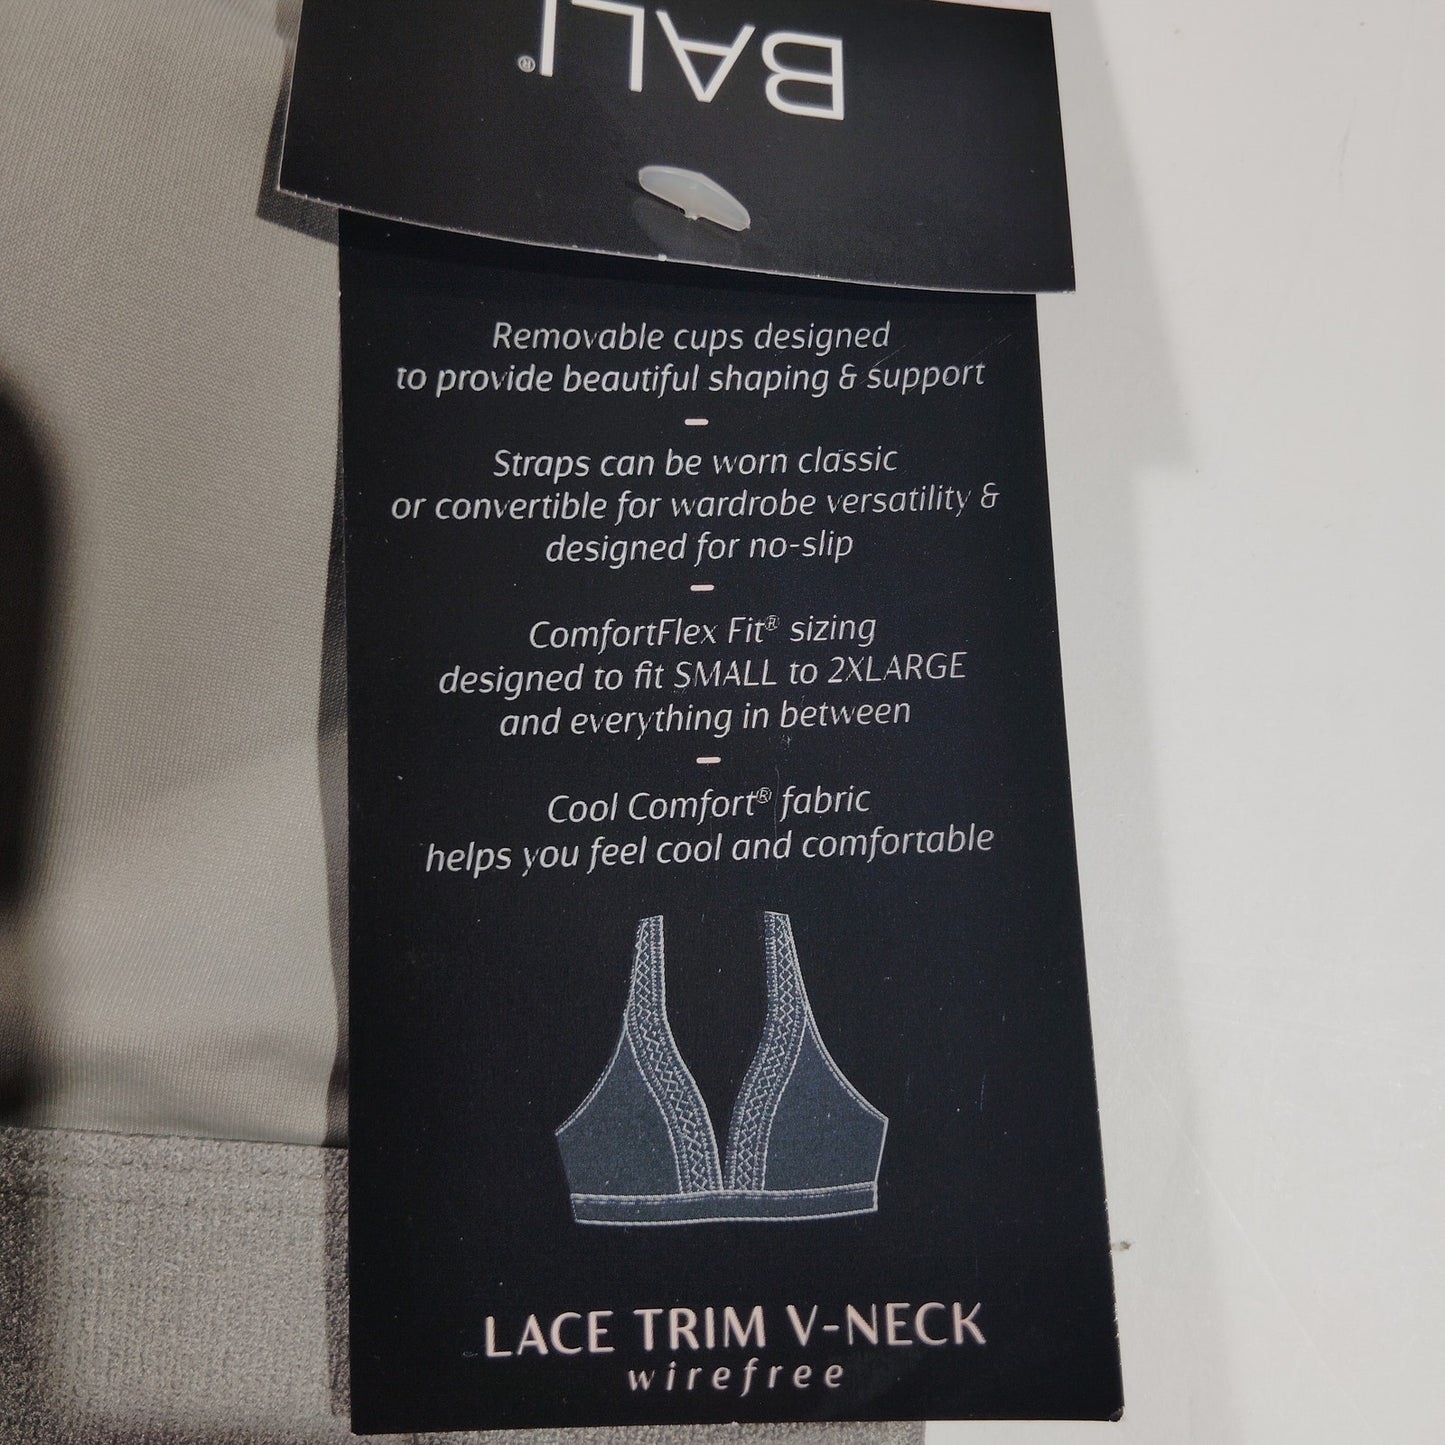 BALI®
Removable cups designed
to provide beautiful shaping & support
Straps can be worn classic
or convertible for wardrobe versatility &
designed for no-slip
ComfortFlex Fit® sizing
designed to fit SMALL to 2XLARGE
and everything in between
Cool Comfort® fabric
helps you feel cool and comfortable
LACE TRIM V-NECK
wirefree